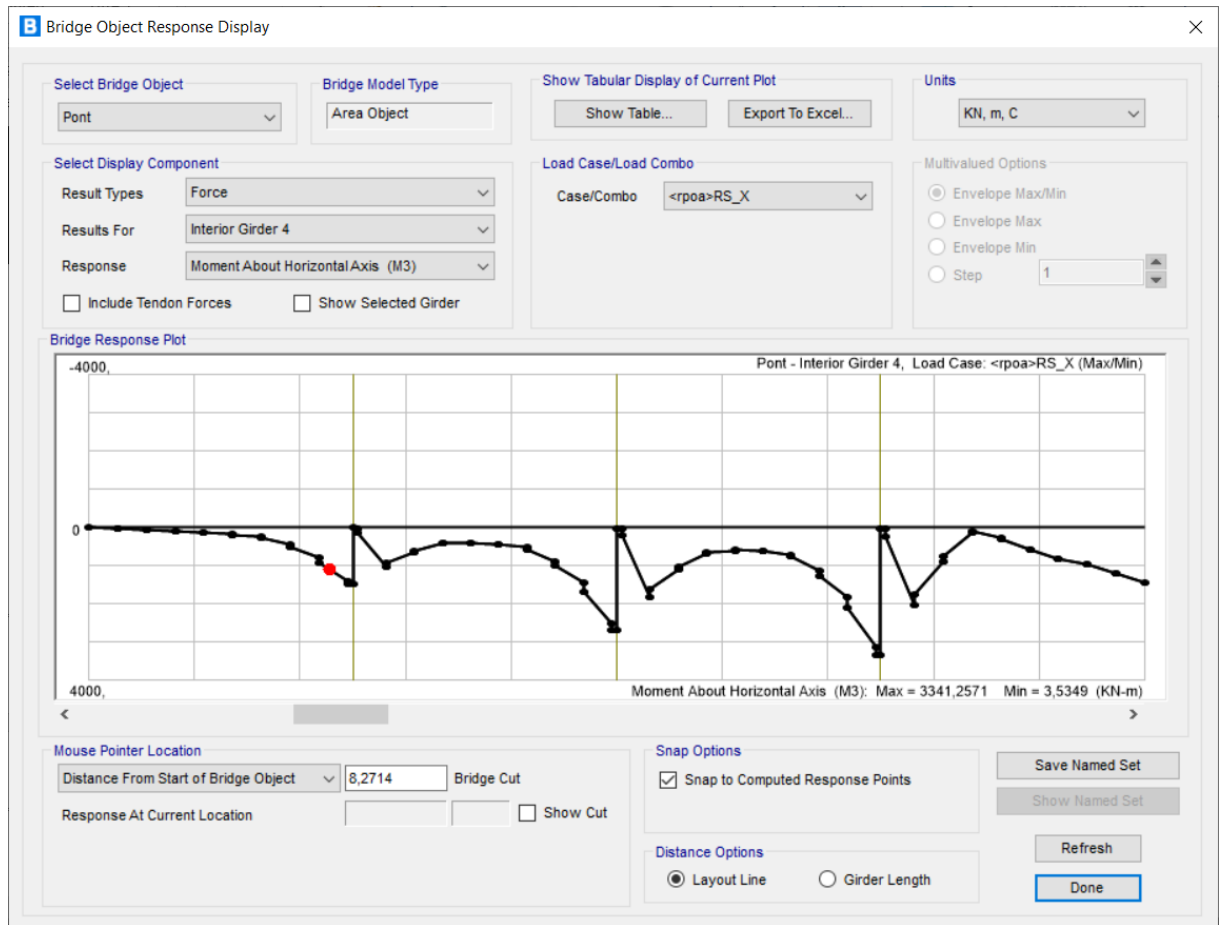 B Bridge Object Response Display
Select Bridge Object
Pont
Bridge Model Type
Area Object
Show Tabular Display of Current Plot
Show Table...
Export To Excel...
Units
KN, m, C
Select Display Component
Result Types
Force
Results For
Interior Girder 4
Response
Moment About Horizontal Axis (M3)
Include Tendon Forces
Show Selected Girder
Load Case/Load Combo
Case/Combo
<rpoa>RS_X
Multivalued Options
Envelope Max/Min
Envelope Max
Envelope Min
Step
1
Bridge Response Plot
-4000,
Pont - Interior Girder 4, Load Case: <rpoa>RS_X (Max/Min)
0
4000,
Moment About Horizontal Axis (M3): Max = 3341,2571 Min = 3,5349 (KN-m)
Mouse Pointer Location
Distance From Start of Bridge Object
8,2714
Bridge Cut
Response At Current Location
Show Cut
Snap Options
Snap to Computed Response Points
Distance Options
Layout Line
Girder Length
Save Named Set
Show Named Set
Refresh
Done